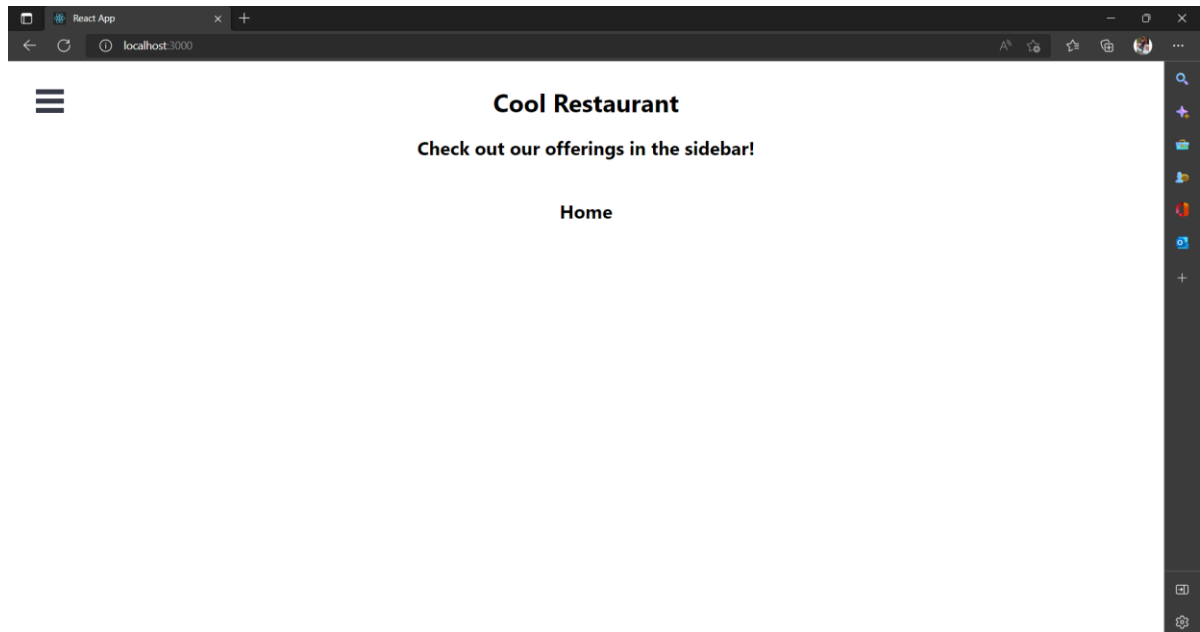 React App
localhost:3000
Cool Restaurant
Check out our offerings in the sidebar!
Home